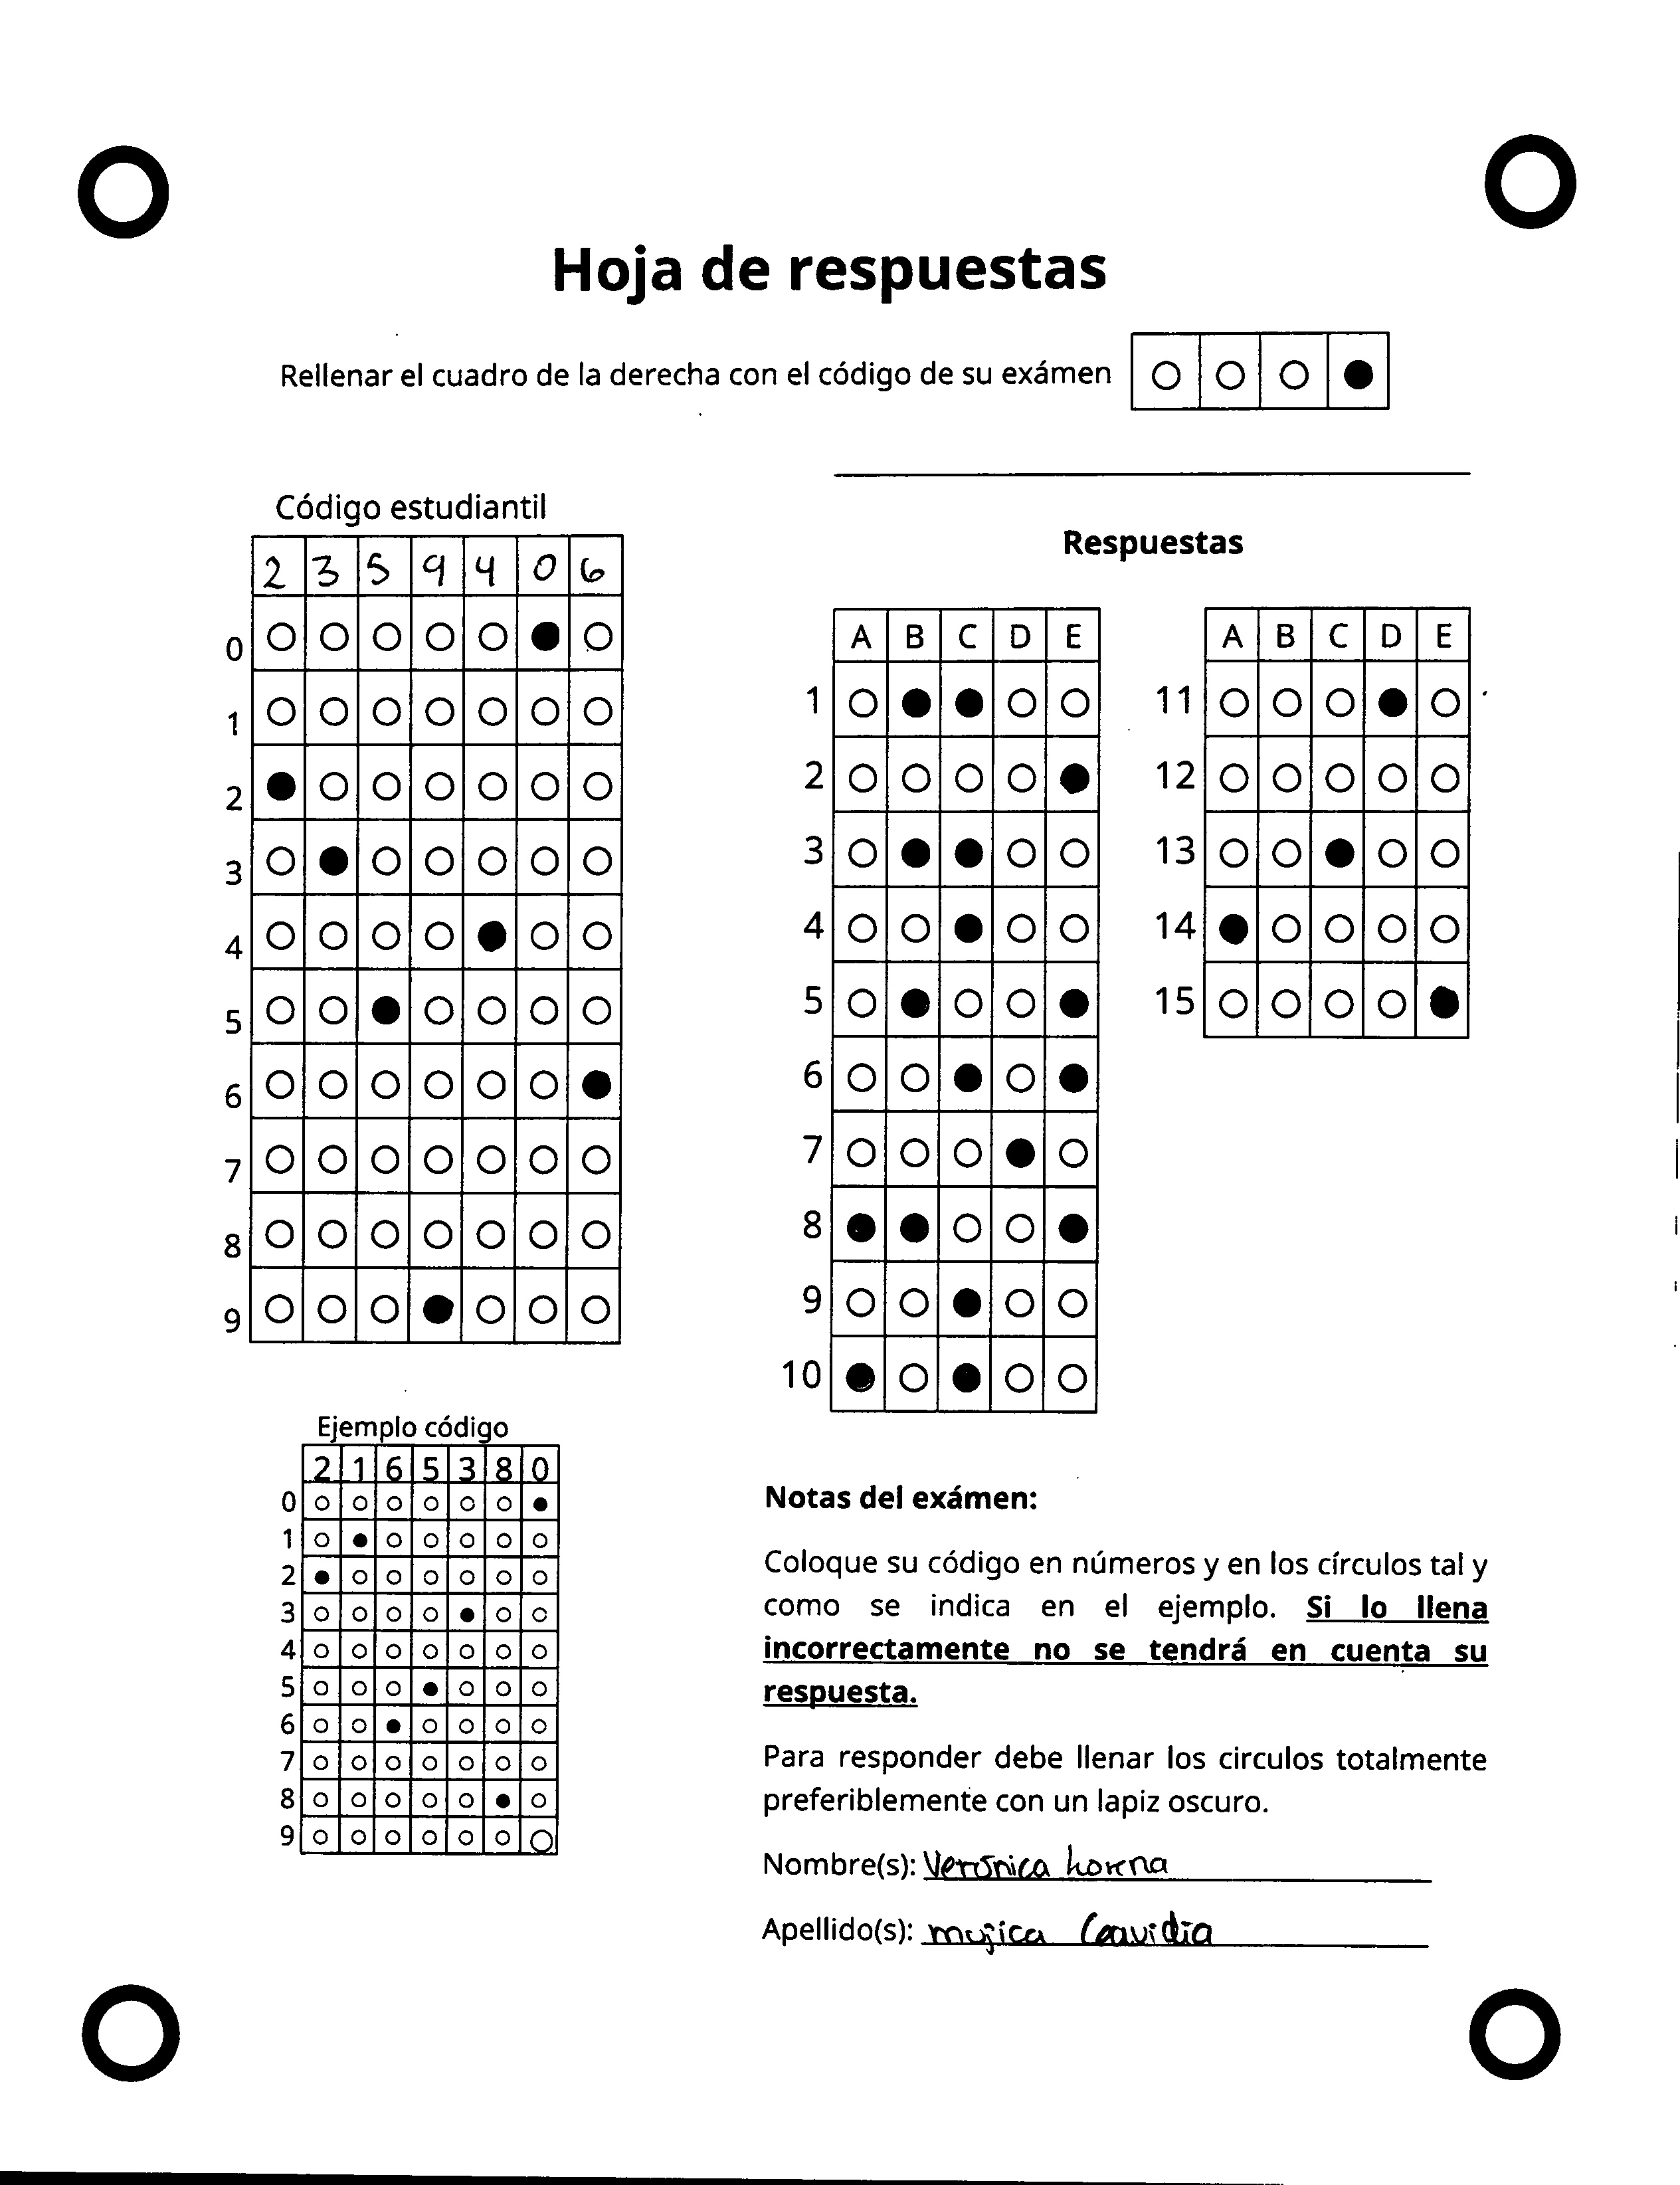 Hoja de respuestas
Rellenar el cuadro de la derecha con el código de su exámen
Código estudiantil
2 3 5 9 4 0 6
0
1
2
3
4
5
6
7
8
9
Ejemplo código
2 1 6 5 3 8 0
0
1
2
3
4
5
6
7
8
9
Respuestas
A B C D E
1
2
3
4
5
6
7
8
9
10
A B C D E
11
12
13
14
15
Notas del exámen:
Coloque su código en números y en los círculos tal y
como se indica en el ejemplo. Si lo llena
incorrectamente no se tendrá en cuenta su
respuesta.
Para responder debe llenar los circulos totalmente
preferiblemente con un lapiz oscuro.
Nombre(s): Verónica Lorena
Apellido(s): mujica